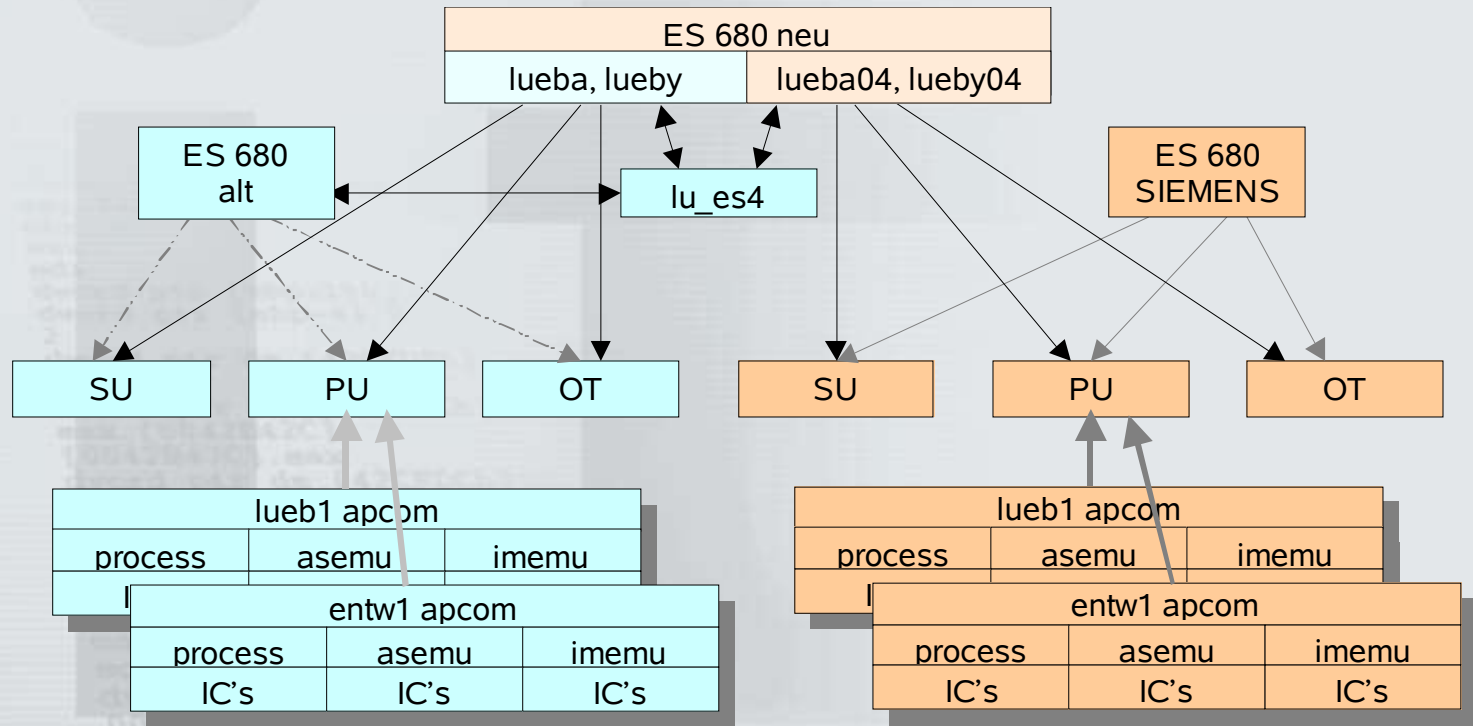 ES 680 neu
lueba, lueby
lueba04, lueby04
ES 680
alt
lu_es4
ES 680
SIEMENS
SU
PU
OT
SU
PU
OT
lueb1 apcom
process
asemu
imemu
entw1 apcom
process
asemu
imemu
IC's
IC's
IC's
lueb1 apcom
process
asemu
imemu
entw1 apcom
process
asemu
imemu
IC's
IC's
IC's